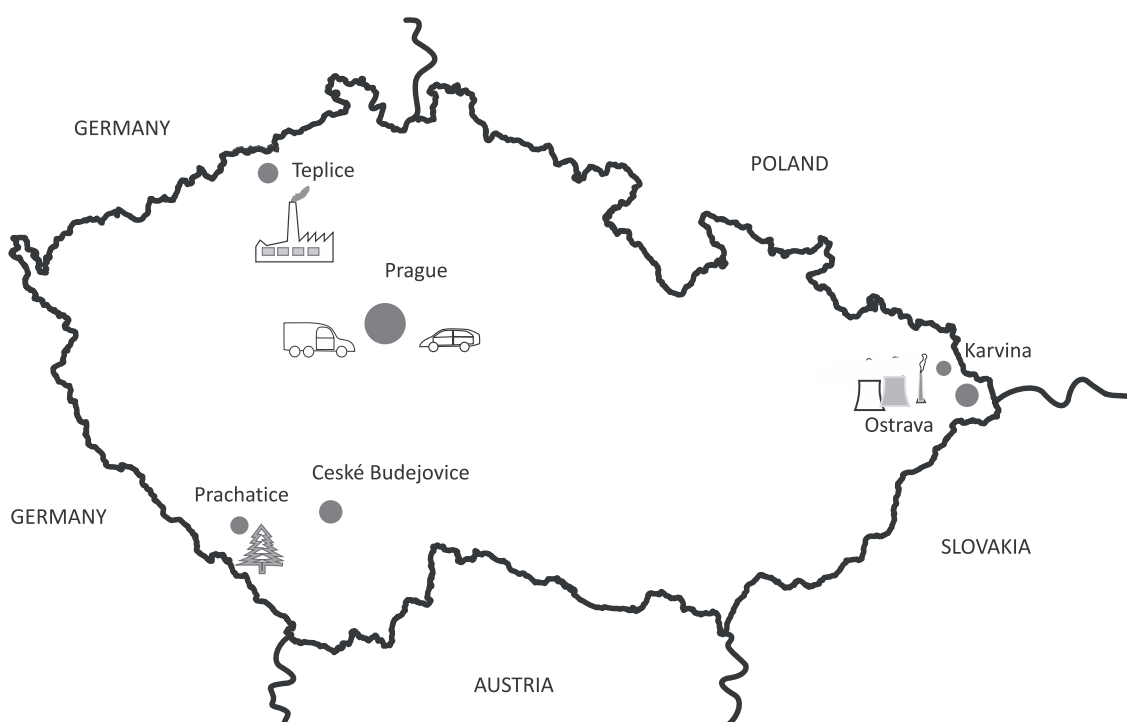 GERMANY
POLAND
Teplice
Prague
Karvina
Ostrava
Ceské Budejovice
Prachatice
GERMANY
SLOVAKIA
AUSTRIA